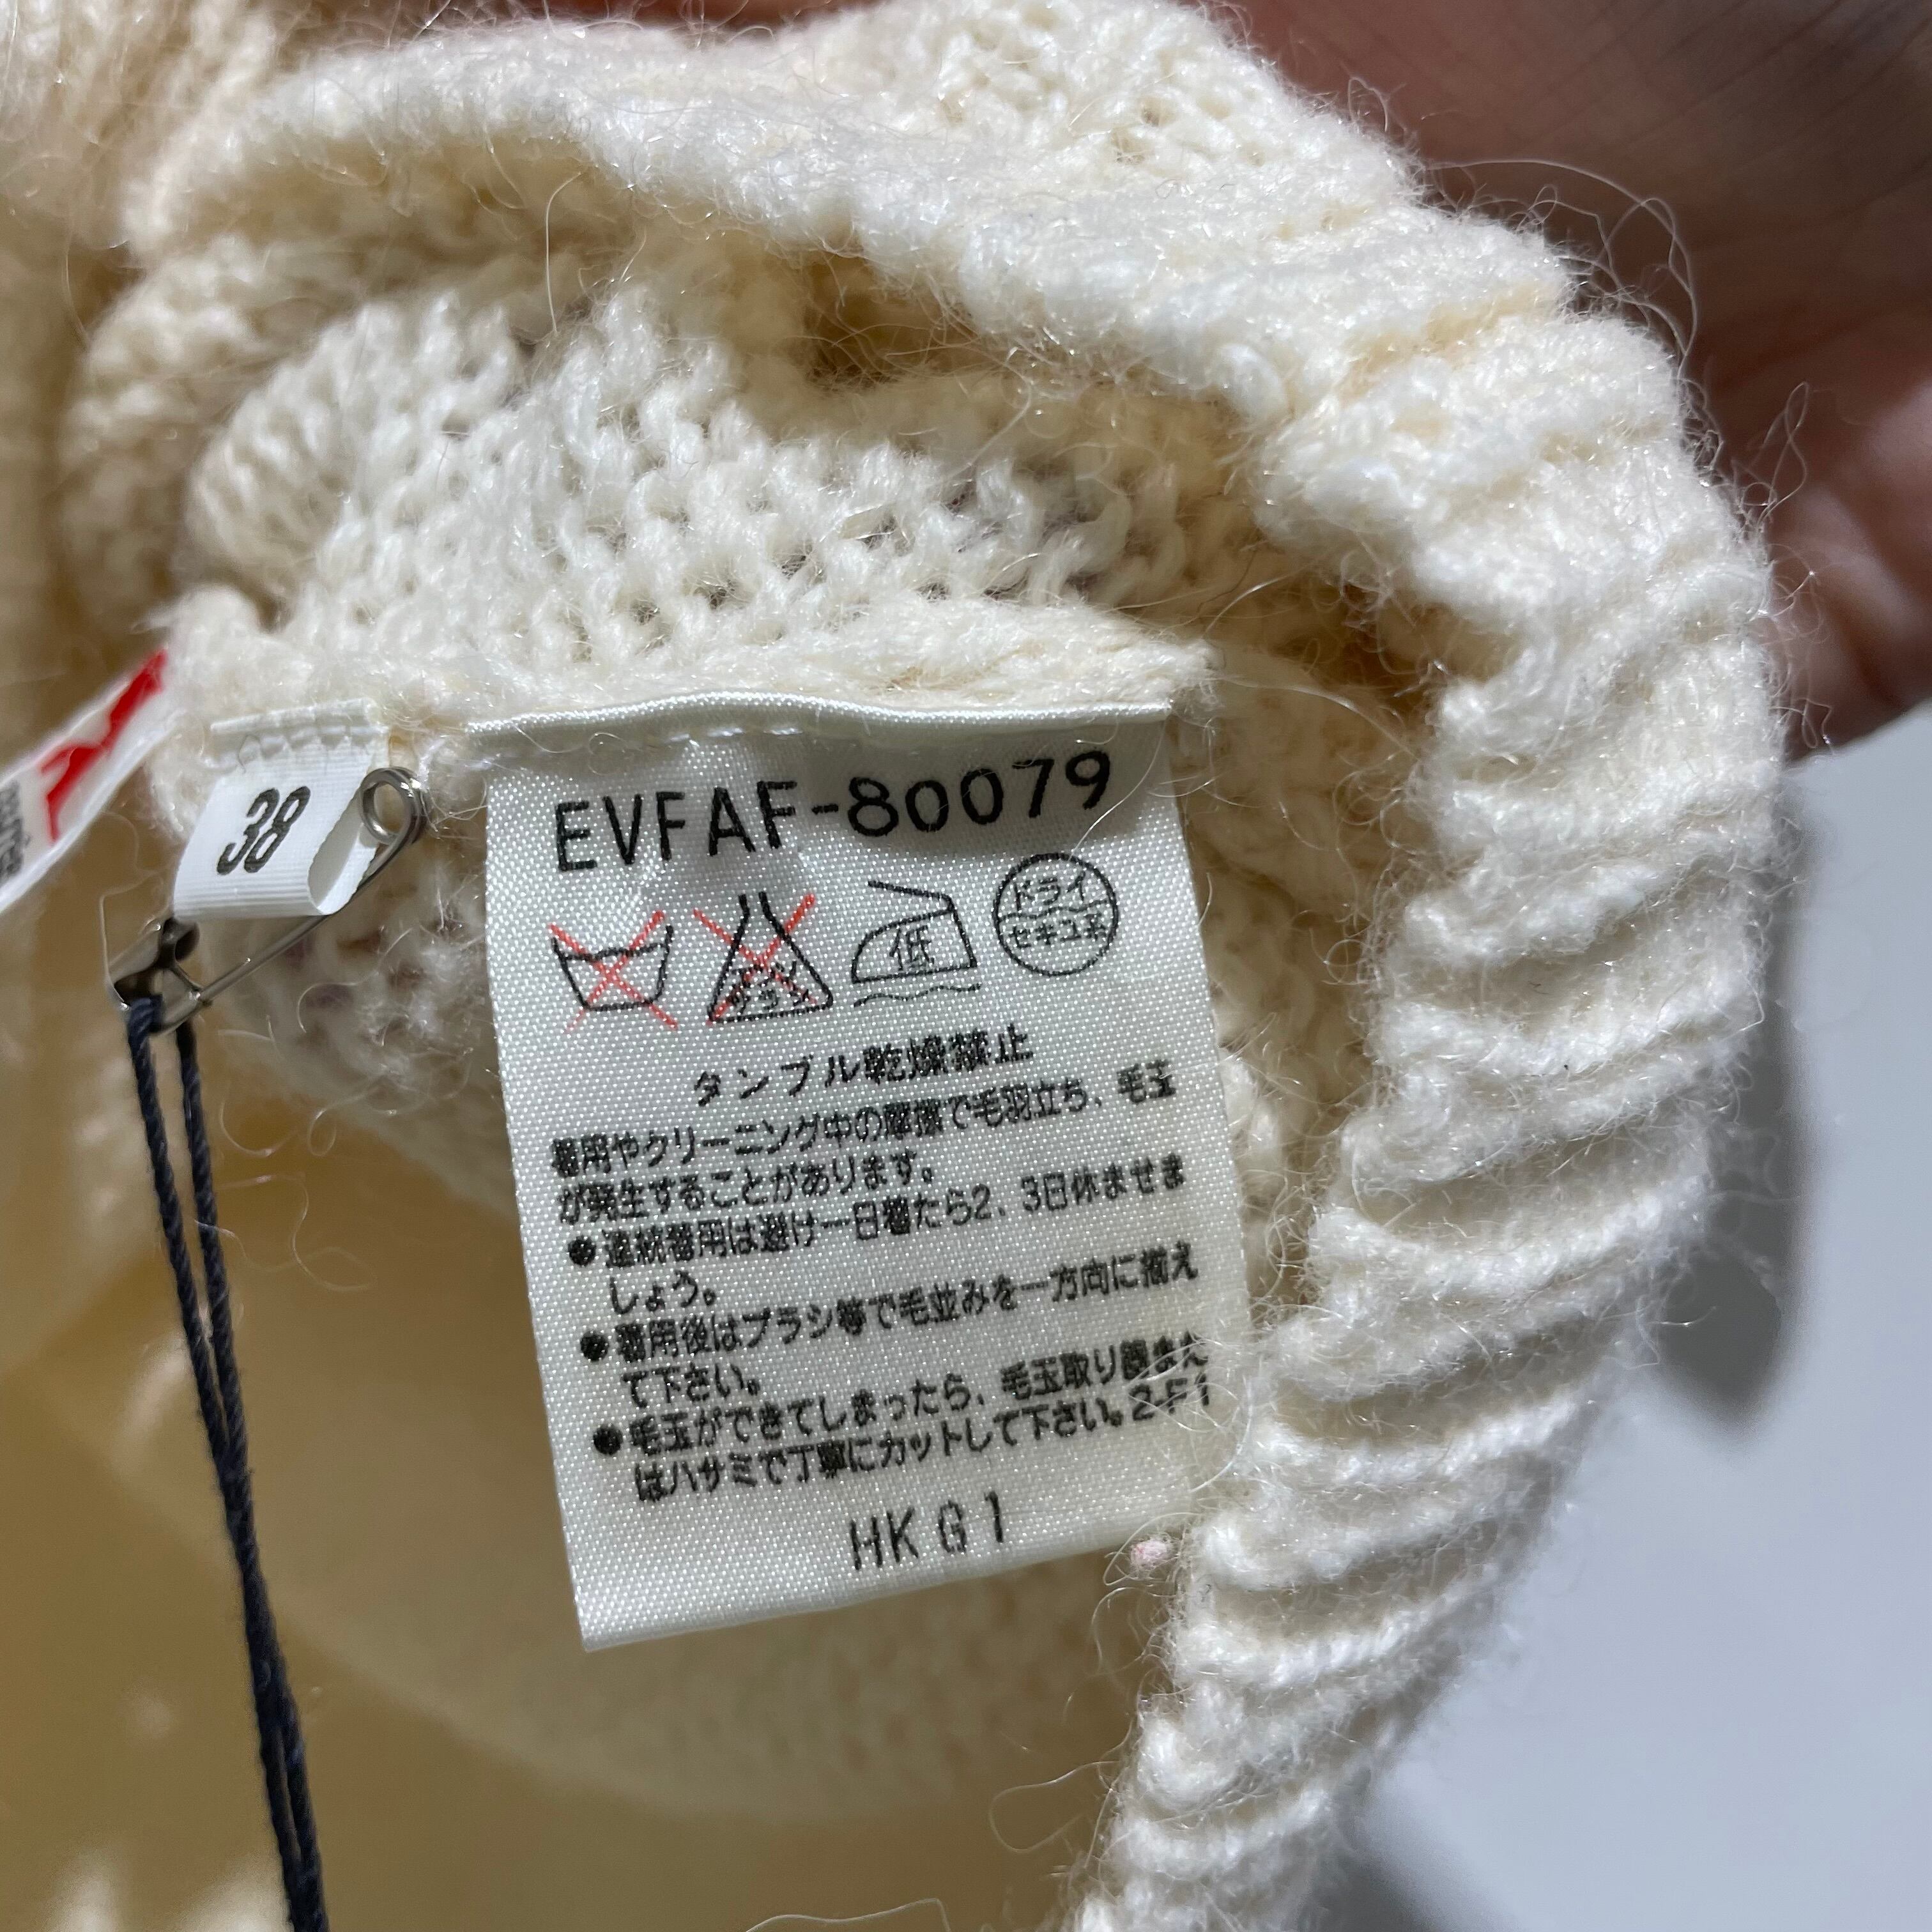 38
EVFAF-80079
低
ドライ
セキユ系
タンブル乾燥禁止
着用やクリーニング中の摩擦で毛羽立ち、毛玉
が発生することがあります。
●連続着用は避け一日着たら2、3日休ませま
しょう。
●着用後はブラシ等で毛並みを一方向に揃え
て下さい。
●毛玉ができてしまったら、毛玉取り器また
はハサミで丁寧にカットして下さい。2-F1
HKG1